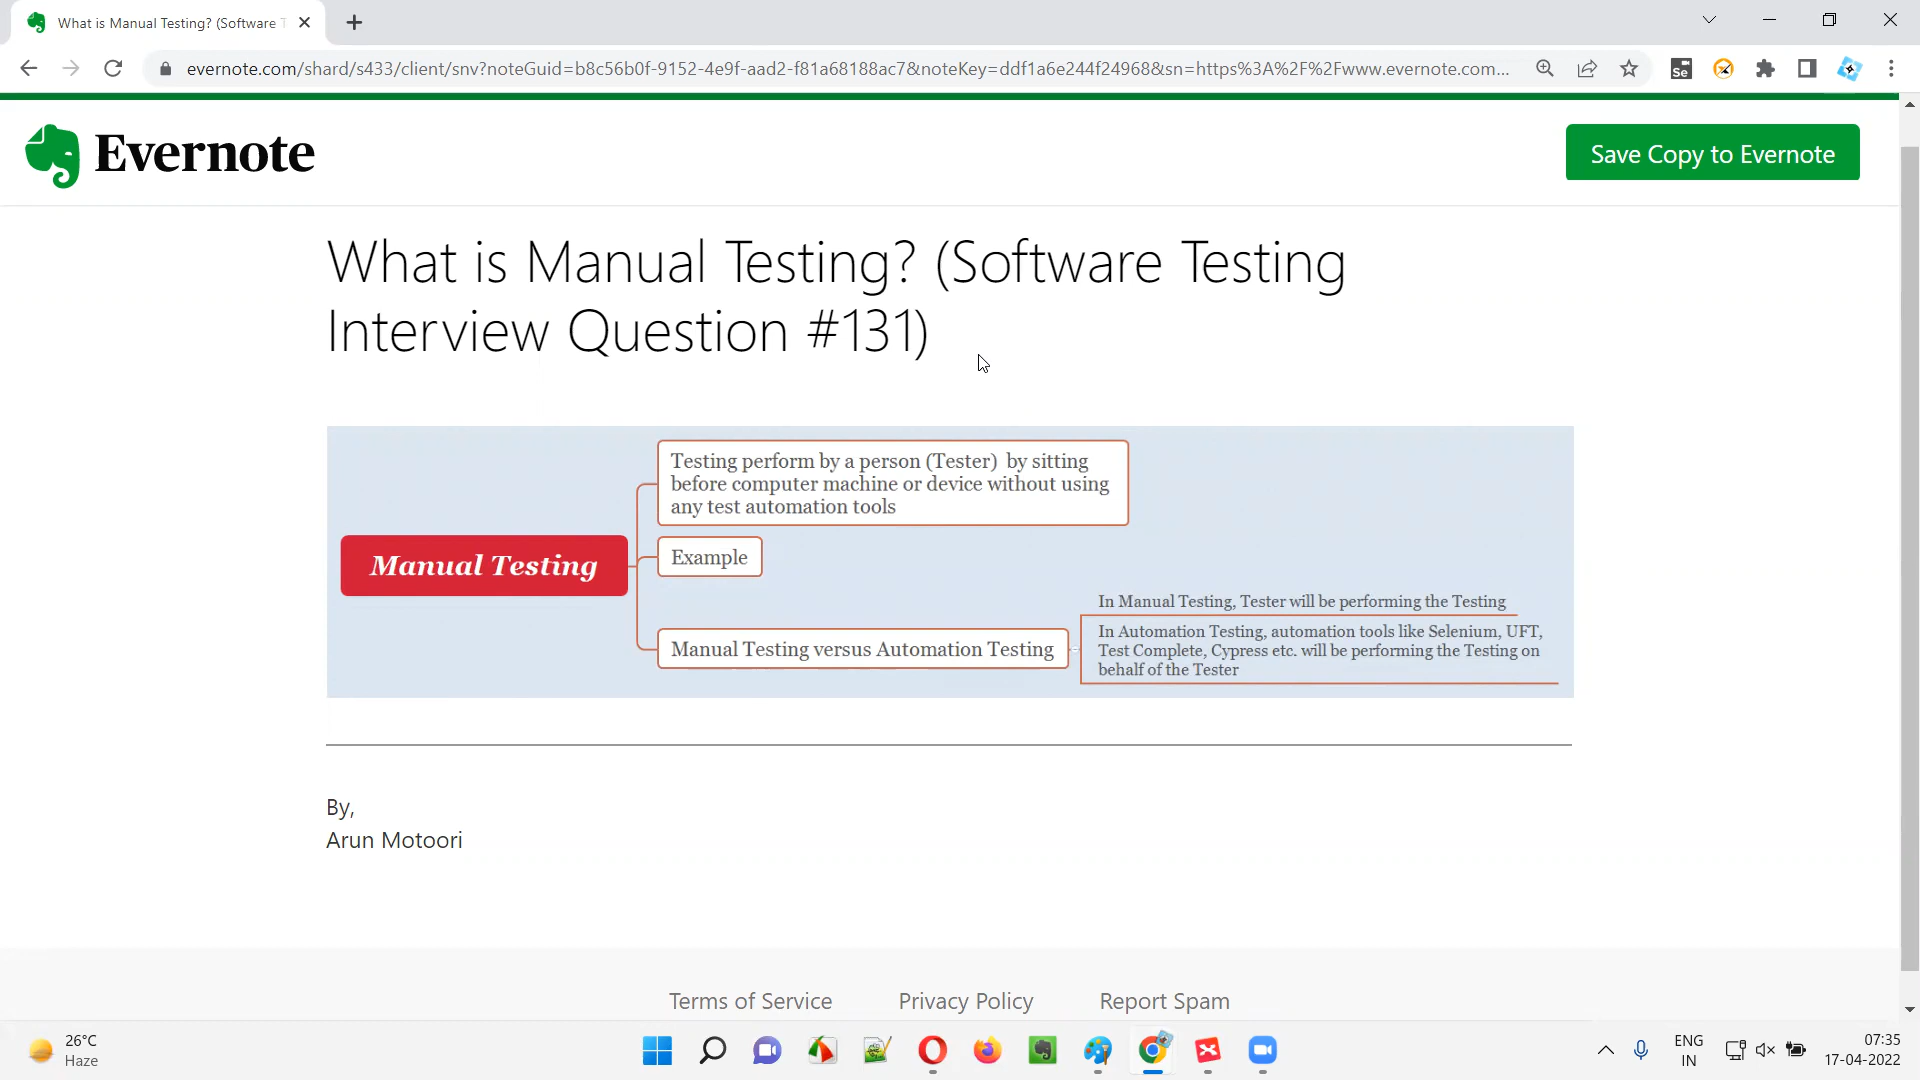 What is Manual Testing? (Software T
evernote.com/shard/s433/client/snv?noteGuid=b8c56b0f-9152-4e9f-aad2-f81a68188ac7&noteKey=ddf1a6e244f24968&sn=https%3A%2F%2Fwww.evernote.com...
Se
Evernote
Save Copy to Evernote
What is Manual Testing? (Software Testing
Interview Question #131)
Testing perform by a person (Tester) by sitting
before computer machine or device without using
any test automation tools
Manual Testing
Example
In Manual Testing, Tester will be performing the Testing
Manual Testing versus Automation Testing
In Automation Testing, automation tools like Selenium, UFT,
Test Complete, Cypress etc. will be performing the Testing on
behalf of the Tester
By,
Arun Motoori
Terms of Service
Privacy Policy
Report Spam
26°C
Haze
ENG
IN
07:35
17-04-2022